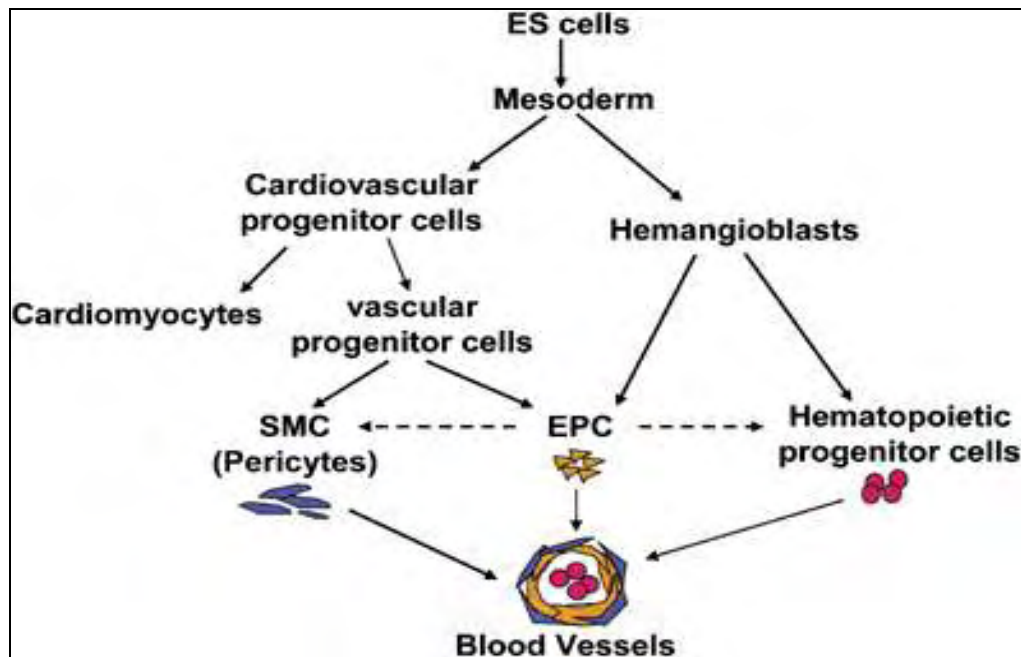 ES cells
Mesoderm
Cardiovascular
progenitor cells
Hemangioblasts
Cardiomyocytes
vascular
progenitor cells
SMC
(Pericytes)
EPC
Hematopoietic
progenitor cells
Blood Vessels